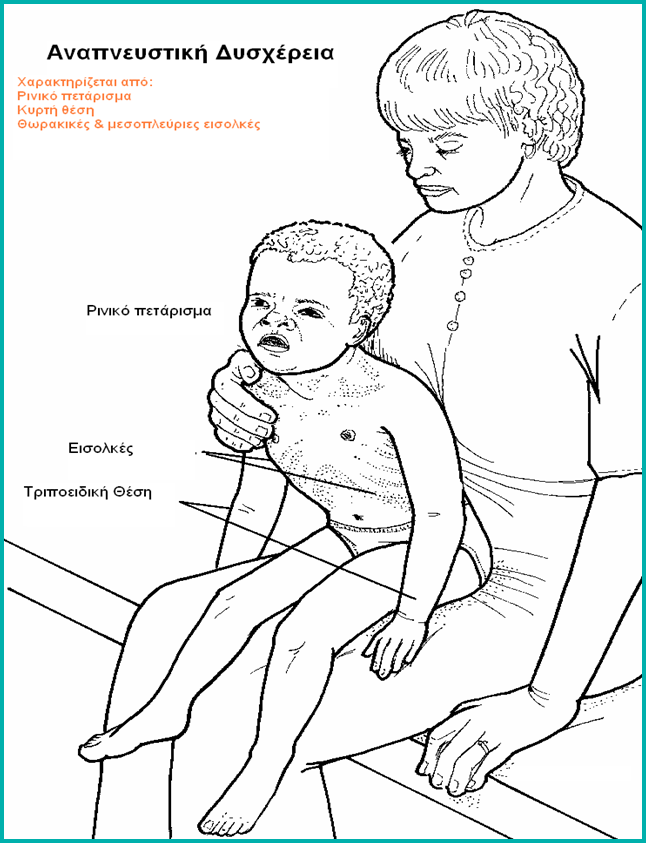 Αναπνευστική Δυσχέρεια
Χαρακτηρίζεται από:
Ρινικό πετάρισμα
Κυρτή θέση
Θωρακικές & μεσοπλεύριες εισολκές
Ρινικό πετάρισμα
Εισολκές
Τριποειδική Θέση